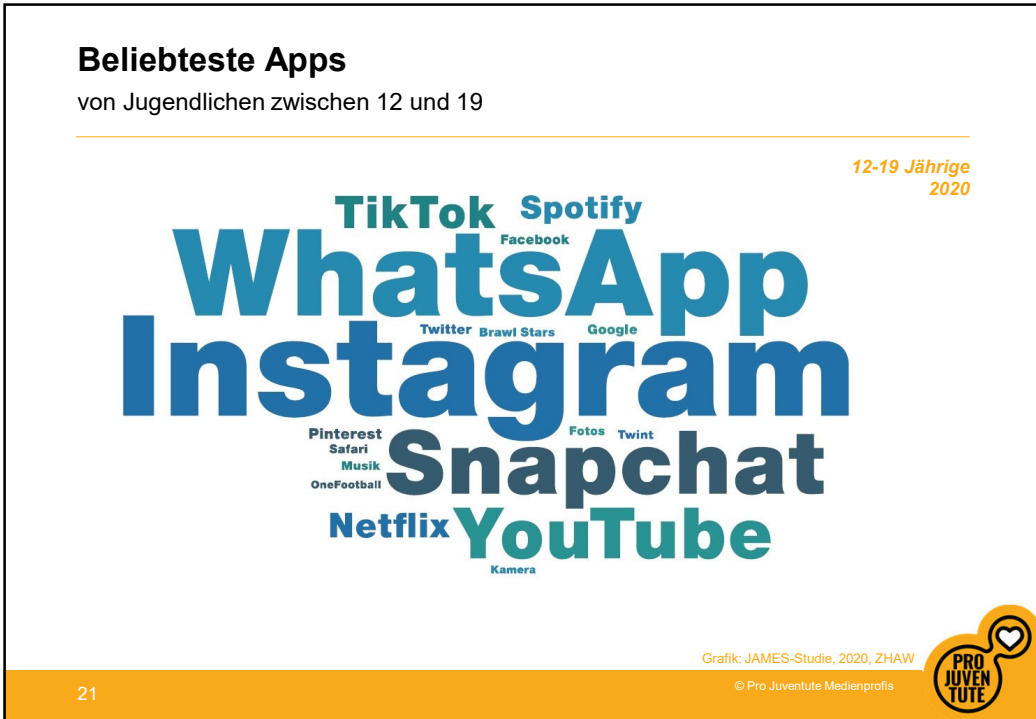 Beliebteste Apps
von Jugendlichen zwischen 12 und 19
12-19 Jährige
2020
TikTok Spotify
Facebook
WhatsApp
Twitter Brawl Stars Google
Instagram
Pinterest Fotos Twint
Safari
Musik
OneFootball
Snapchat
Netflix YouTube
Kamera
Grafik: JAMES-Studie, 2020, ZHAW
21
© Pro Juventute Medienprofis
PRO
JUVEN
TUTE